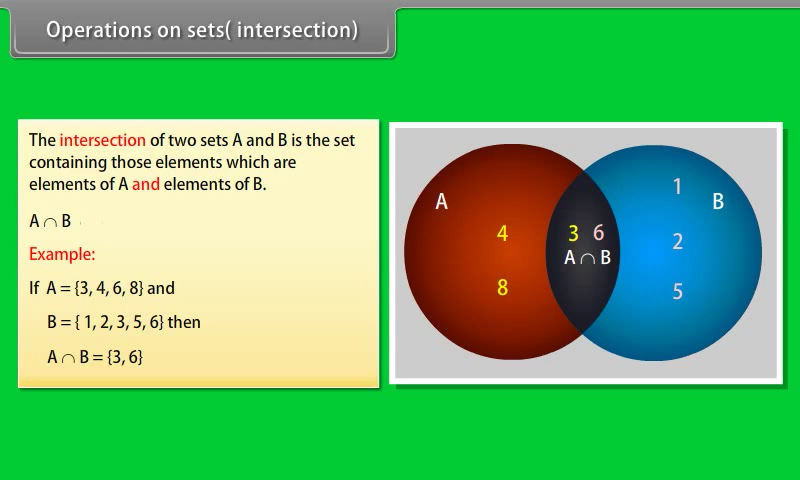 Operations on sets( intersection)
The intersection of two sets A and B is the set
containing those elements which are
elements of A and elements of B.
A ∩ B
Example:
If A = {3, 4, 6, 8} and
B = { 1, 2, 3, 5, 6} then
A ∩ B = {3, 6}
A
B
1
4
3 6
2
A ∩ B
8
5